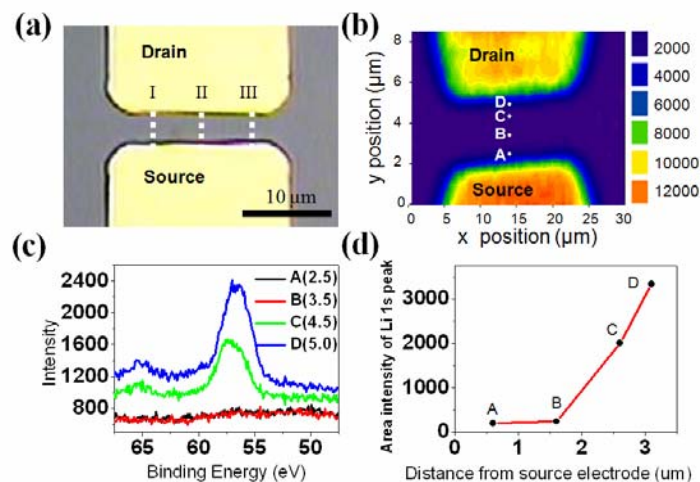 (a)
Drain
I II III
Source
10 μm
(b)
y position (μm)
8
6
4
2
0
Drain
D
C
B
A
Source
0 5 10 15 20 25 30
x position (μm)
2000
4000
6000
8000
10000
12000
(c)
Intensity
2400
2000
1600
1200
800
A(2.5)
B(3.5)
C(4.5)
D(5.0)
65 60 55 50
Binding Energy (eV)
(d)
Area intensity of Li 1s peak
3000
2000
1000
0
A
B
C
D
0 1 2 3
Distance from source electrode (um)